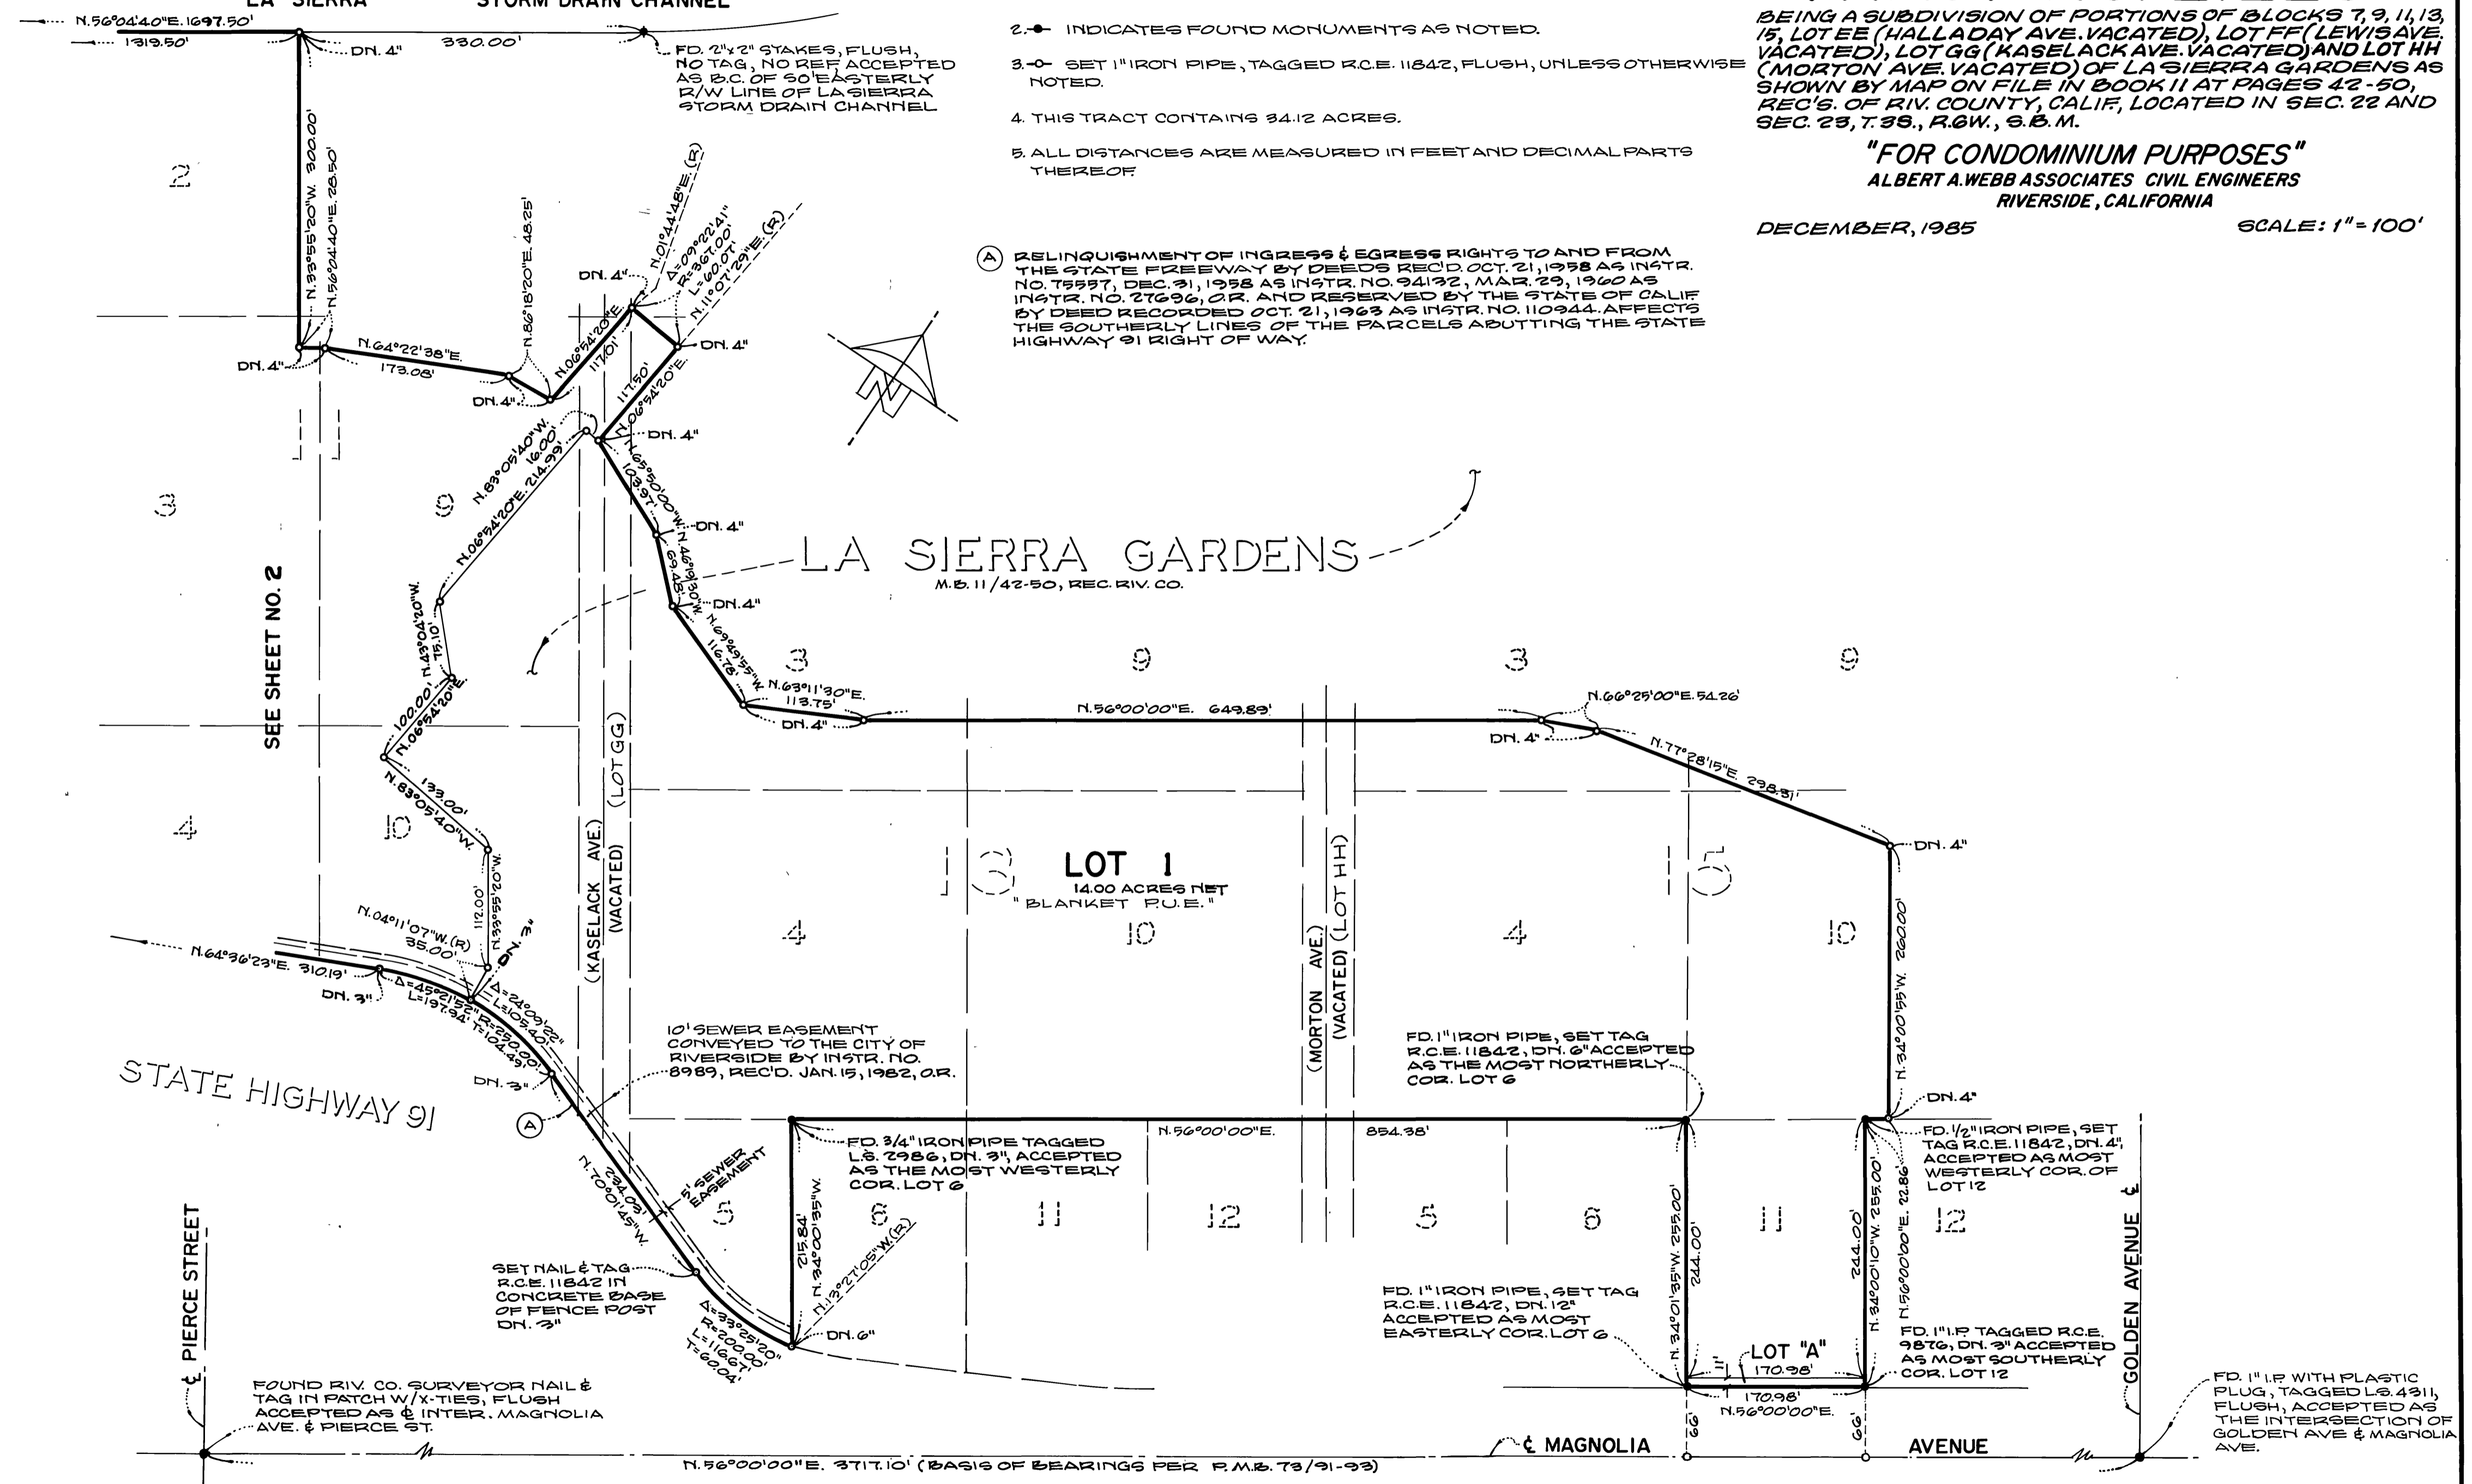 LA SIERRA STORM DRAIN CHANNEL
N.56°04'40"E. 1697.50'
1319.50'
DN. 4"
330.00'
FD. 2"x2" STAKES, FLUSH,
NO TAG, NO REF. ACCEPTED
AS B.C. OF SO'EASTERLY
R/W LINE OF LA SIERRA
STORM DRAIN CHANNEL
2. INDICATES FOUND MONUMENTS AS NOTED.
3. SET 1" IRON PIPE, TAGGED R.C.E. 11842, FLUSH, UNLESS OTHERWISE
NOTED.
4. THIS TRACT CONTAINS 34.12 ACRES.
5. ALL DISTANCES ARE MEASURED IN FEET AND DECIMAL PARTS
THEREOF.
BEING A SUBDIVISION OF PORTIONS OF BLOCKS 7, 9, 11, 13,
15, LOT EE (HALLADAY AVE. VACATED), LOT FF (LEWIS AVE.
VACATED), LOT GG (KASELACK AVE. VACATED) AND LOT HH
(MORTON AVE. VACATED) OF LA SIERRA GARDENS AS
SHOWN BY MAP ON FILE IN BOOK 11 AT PAGES 42-50,
REC'S. OF RIV. COUNTY, CALIF., LOCATED IN SEC. 22 AND
SEC. 23, T.3S., R.6W., S.B.M.
"FOR CONDOMINIUM PURPOSES"
ALBERT A. WEBB ASSOCIATES CIVIL ENGINEERS
RIVERSIDE, CALIFORNIA
DECEMBER, 1985
SCALE: 1"=100'
A RELINQUISHMENT OF INGRESS & EGRESS RIGHTS TO AND FROM
THE STATE FREEWAY BY DEEDS REC'D. OCT. 21, 1958 AS INSTR.
NO. 75557, DEC. 31, 1958 AS INSTR. NO. 94132, MAR. 29, 1960 AS
INSTR. NO. 27696, O.R. AND RESERVED BY THE STATE OF CALIF.
BY DEED RECORDED OCT. 21, 1963 AS INSTR. NO. 110944. AFFECTS
THE SOUTHERLY LINES OF THE PARCELS ABUTTING THE STATE
HIGHWAY 91 RIGHT OF WAY.
N
2
N.33°55'20"W. 300.00'
N.56°04'40"E. 28.50'
DN. 4"
N.64°22'38"E.
173.08'
N.86°18'20"E. 48.25'
DN. 4"
N.06°54'20"E.
117.01'
DN. 4"
N.01°44'48"E. (R)
Δ=09°22'41"
R=367.00'
L=60.07'
N.11°07'29"E. (R)
DN. 4"
117.50'
N.06°54'20"E.
DN. 4"
N.83°05'40"W.
16.00'
N.06°54'20"E. 214.99'
N.65°50'00"W.
103.97'
DN. 4"
N.46°19'30"W.
69.48'
DN. 4"
N.69°49'55"W.
116.78'
11
3
9
SEE SHEET NO. 2
LA SIERRA GARDENS
M.B. 11/42-50, REC. RIV. CO.
N.43°04'20"W.
75.10'
100.00'
N.06°54'20"E.
3
9
3
9
N.63°11'30"E.
113.75'
DN. 4"
N.56°00'00"E. 649.89'
N.66°25'00"E. 54.26'
DN. 4"
N.77°28'15"E. 298.31'
DN. 4"
133.00'
N.83°05'40"W.
4
10
(KASELACK AVE.)
(VACATED) (LOT GG)
13
LOT 1
14.00 ACRES NET
"BLANKET P.U.E."
15
4
10
4
10
(MORTON AVE.)
(VACATED) (LOT HH)
112.00'
N.33°55'20"W.
N.04°11'07"W. (R)
35.00'
DN. 3"
N.64°36'23"E. 310.19'
DN. 3"
Δ=45°21'52" R=250.00'
L=197.94' T=104.49'
Δ=24°09'22"
L=105.40'
DN. 3"
N.34°00'55"W. 260.00'
10' SEWER EASEMENT
CONVEYED TO THE CITY OF
RIVERSIDE BY INSTR. NO.
8989, REC'D. JAN. 15, 1982, O.R.
FD. 1" IRON PIPE, SET TAG
R.C.E. 11842, DN. 6" ACCEPTED
AS THE MOST NORTHERLY
COR. LOT 6
STATE HIGHWAY 91
A
DN. 4"
FD. 3/4" IRON PIPE TAGGED
L.S. 2986, DN. 3", ACCEPTED
AS THE MOST WESTERLY
COR. LOT 6
N.56°00'00"E. 854.38'
FD. 1/2" IRON PIPE, SET
TAG R.C.E. 11842, DN. 4",
ACCEPTED AS MOST
WESTERLY COR. OF
LOT 12
234.03'
N.70°01'45"W.
5' SEWER
EASEMENT
5
6
11
12
5
6
11
12
215.84'
N.34°00'35"W.
N.13°27'05"W. (R)
N.34°01'35"W. 255.00'
244.00'
244.00'
N.34°00'10"W. 255.00'
N.56°00'00"E. 22.86'
SET NAIL & TAG
R.C.E. 11842 IN
CONCRETE BASE
OF FENCE POST
DN. 3"
Δ=33°25'20"
R=200.00'
L=116.67'
T=60.04'
DN. 6"
FD. 1" IRON PIPE, SET TAG
R.C.E. 11842, DN. 12"
ACCEPTED AS MOST
EASTERLY COR. LOT 6
LOT "A"
11'
170.98'
170.98'
N.56°00'00"E.
66'
66'
FD. 1" I.P. TAGGED R.C.E.
9876, DN. 3" ACCEPTED
AS MOST SOUTHERLY
COR. LOT 12
℄ PIERCE STREET
GOLDEN AVENUE ℄
FOUND RIV. CO. SURVEYOR NAIL &
TAG IN PATCH W/X-TIES, FLUSH
ACCEPTED AS ℄ INTER. MAGNOLIA
AVE. & PIERCE ST.
FD. 1" I.P. WITH PLASTIC
PLUG, TAGGED L.S. 4311,
FLUSH, ACCEPTED AS
THE INTERSECTION OF
GOLDEN AVE & MAGNOLIA
AVE.
℄ MAGNOLIA AVENUE
N.56°00'00"E. 3717.10' (BASIS OF BEARINGS PER P.M.B. 73/91-93)